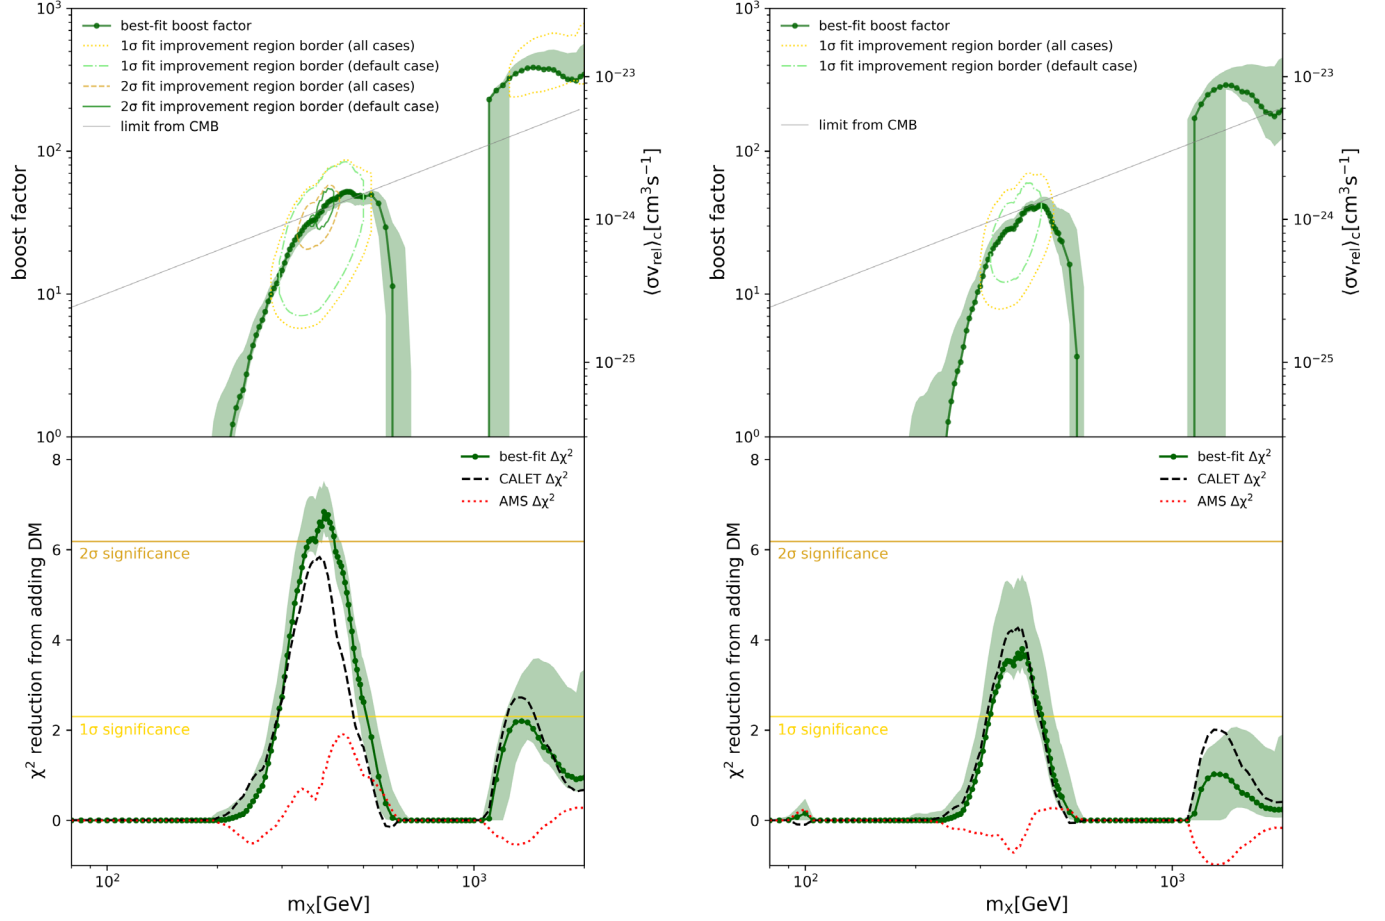 10³
best-fit boost factor
1σ fit improvement region border (all cases)
1σ fit improvement region border (default case)
2σ fit improvement region border (all cases)
2σ fit improvement region border (default case)
limit from CMB
10²
10¹
10⁰
boost factor
10⁻²³
10⁻²⁴
10⁻²⁵
⟨σv_rel⟩_c[cm³s⁻¹]
8
6
4
2
0
χ² reduction from adding DM
best-fit Δχ²
CALET Δχ²
AMS Δχ²
2σ significance
1σ significance
10²
10³
m_X[GeV]
10³
best-fit boost factor
1σ fit improvement region border (all cases)
1σ fit improvement region border (default case)
limit from CMB
10²
10¹
10⁰
boost factor
10⁻²³
10⁻²⁴
10⁻²⁵
⟨σv_rel⟩_c[cm³s⁻¹]
8
6
4
2
0
χ² reduction from adding DM
best-fit Δχ²
CALET Δχ²
AMS Δχ²
2σ significance
1σ significance
10²
10³
m_X[GeV]